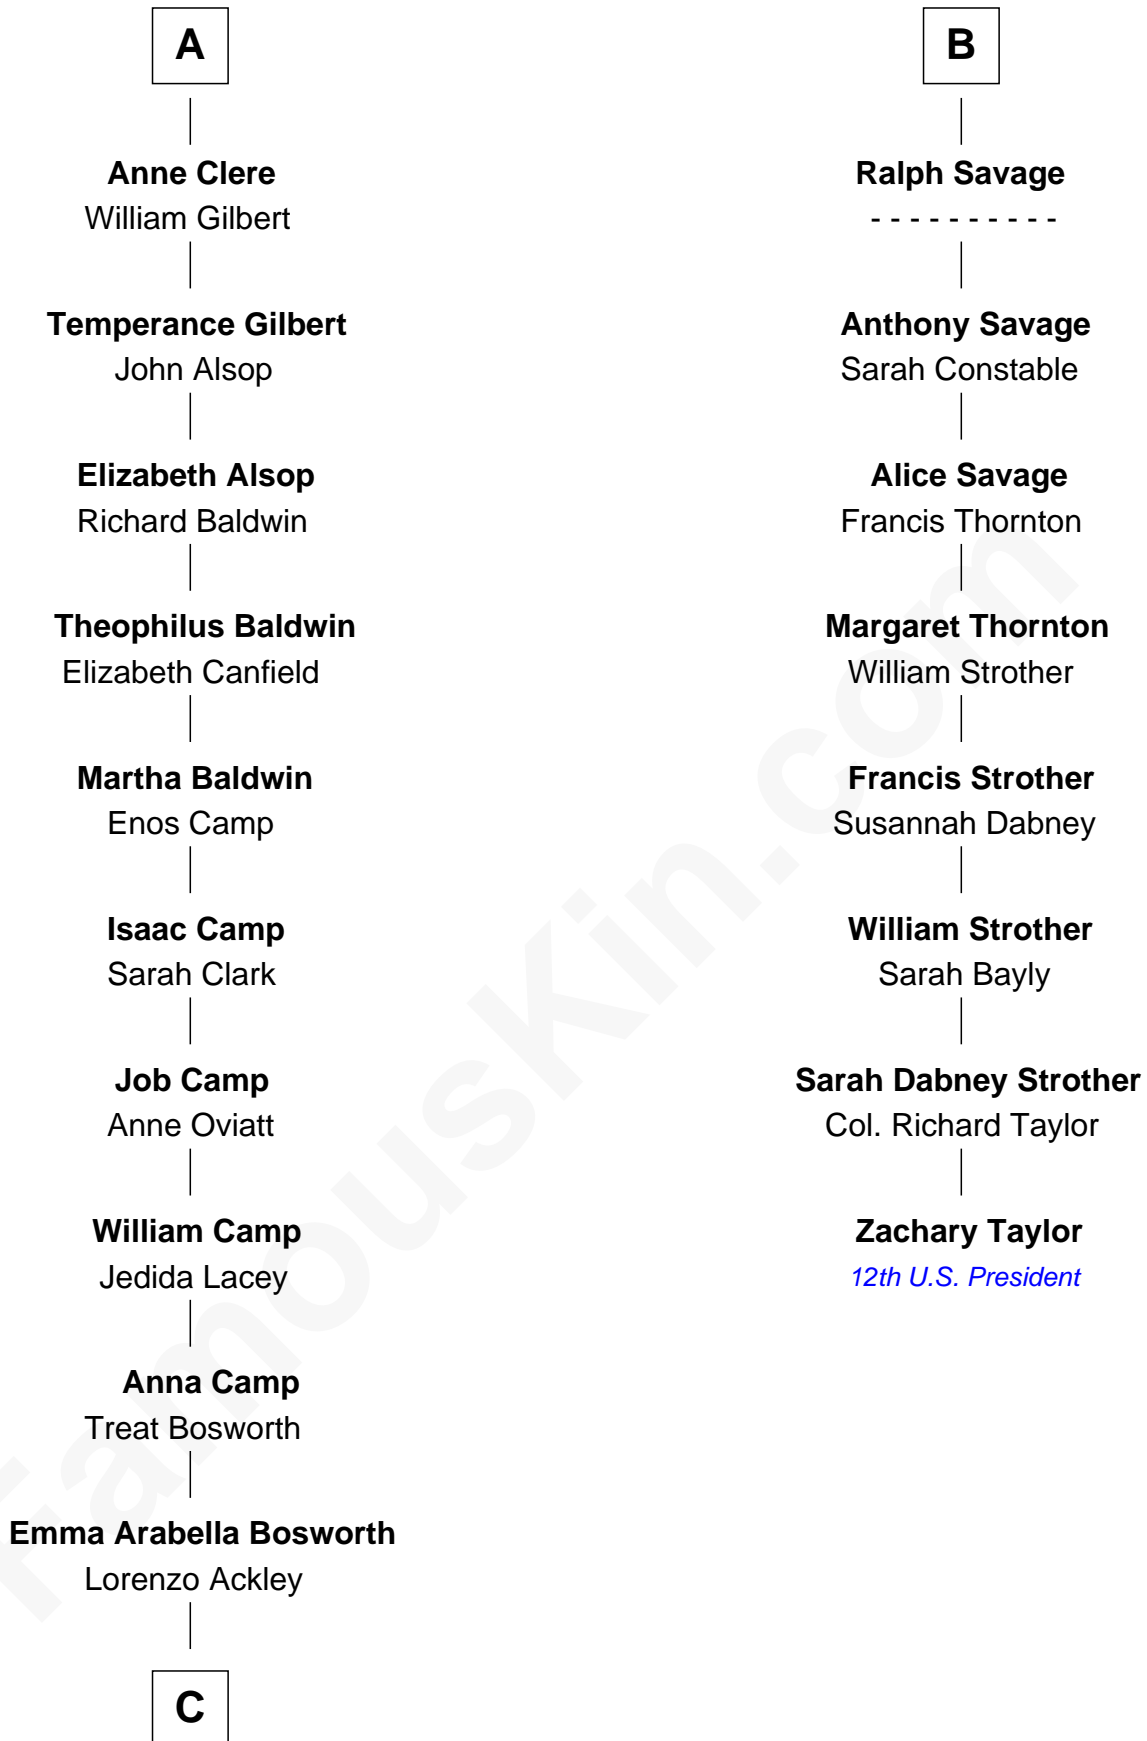 A
Anne Clere
William Gilbert
Temperance Gilbert
John Alsop
Elizabeth Alsop
Richard Baldwin
Theophilus Baldwin
Elizabeth Canfield
Martha Baldwin
Enos Camp
Isaac Camp
Sarah Clark
Job Camp
Anne Oviatt
William Camp
Jedida Lacey
Anna Camp
Treat Bosworth
Emma Arabella Bosworth
Lorenzo Ackley
C
B
Ralph Savage
- - - - - - - - - -
Anthony Savage
Sarah Constable
Alice Savage
Francis Thornton
Margaret Thornton
William Strother
Francis Strother
Susannah Dabney
William Strother
Sarah Bayly
Sarah Dabney Strother
Col. Richard Taylor
Zachary Taylor
12th U.S. President
FamousKin.com